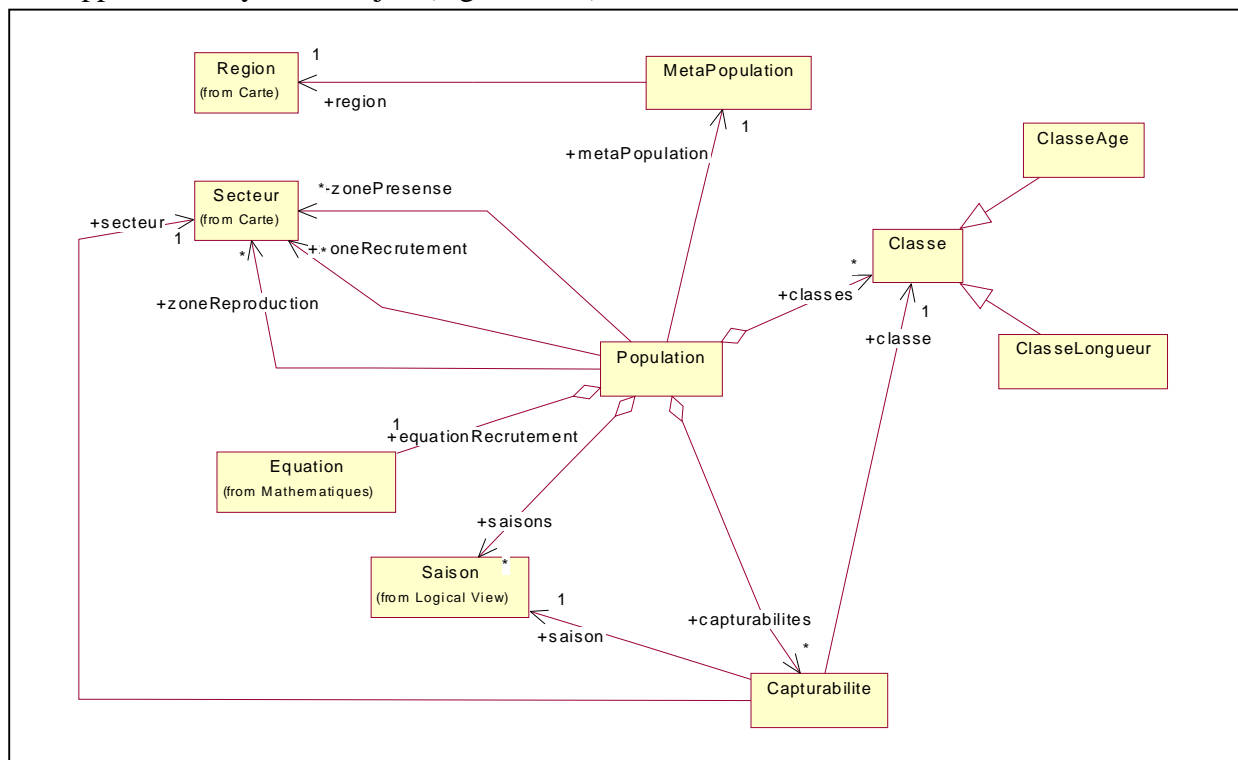 1
Region
(from Carte)
+region
MetaPopulation
1
+metaPopulation
ClasseAge
*
-zonePresense
Secteur
(from Carte)
+secteur
1
+
*
oneRecrutement
*
+zoneReproduction
Classe
*
+classes
1
+classe
ClasseLongueur
Population
1
+equationRecrutement
Equation
(from Mathematiques)
+saisons
*
Saison
(from Logical View)
1
+saison
+capturabilites
*
Capturabilite